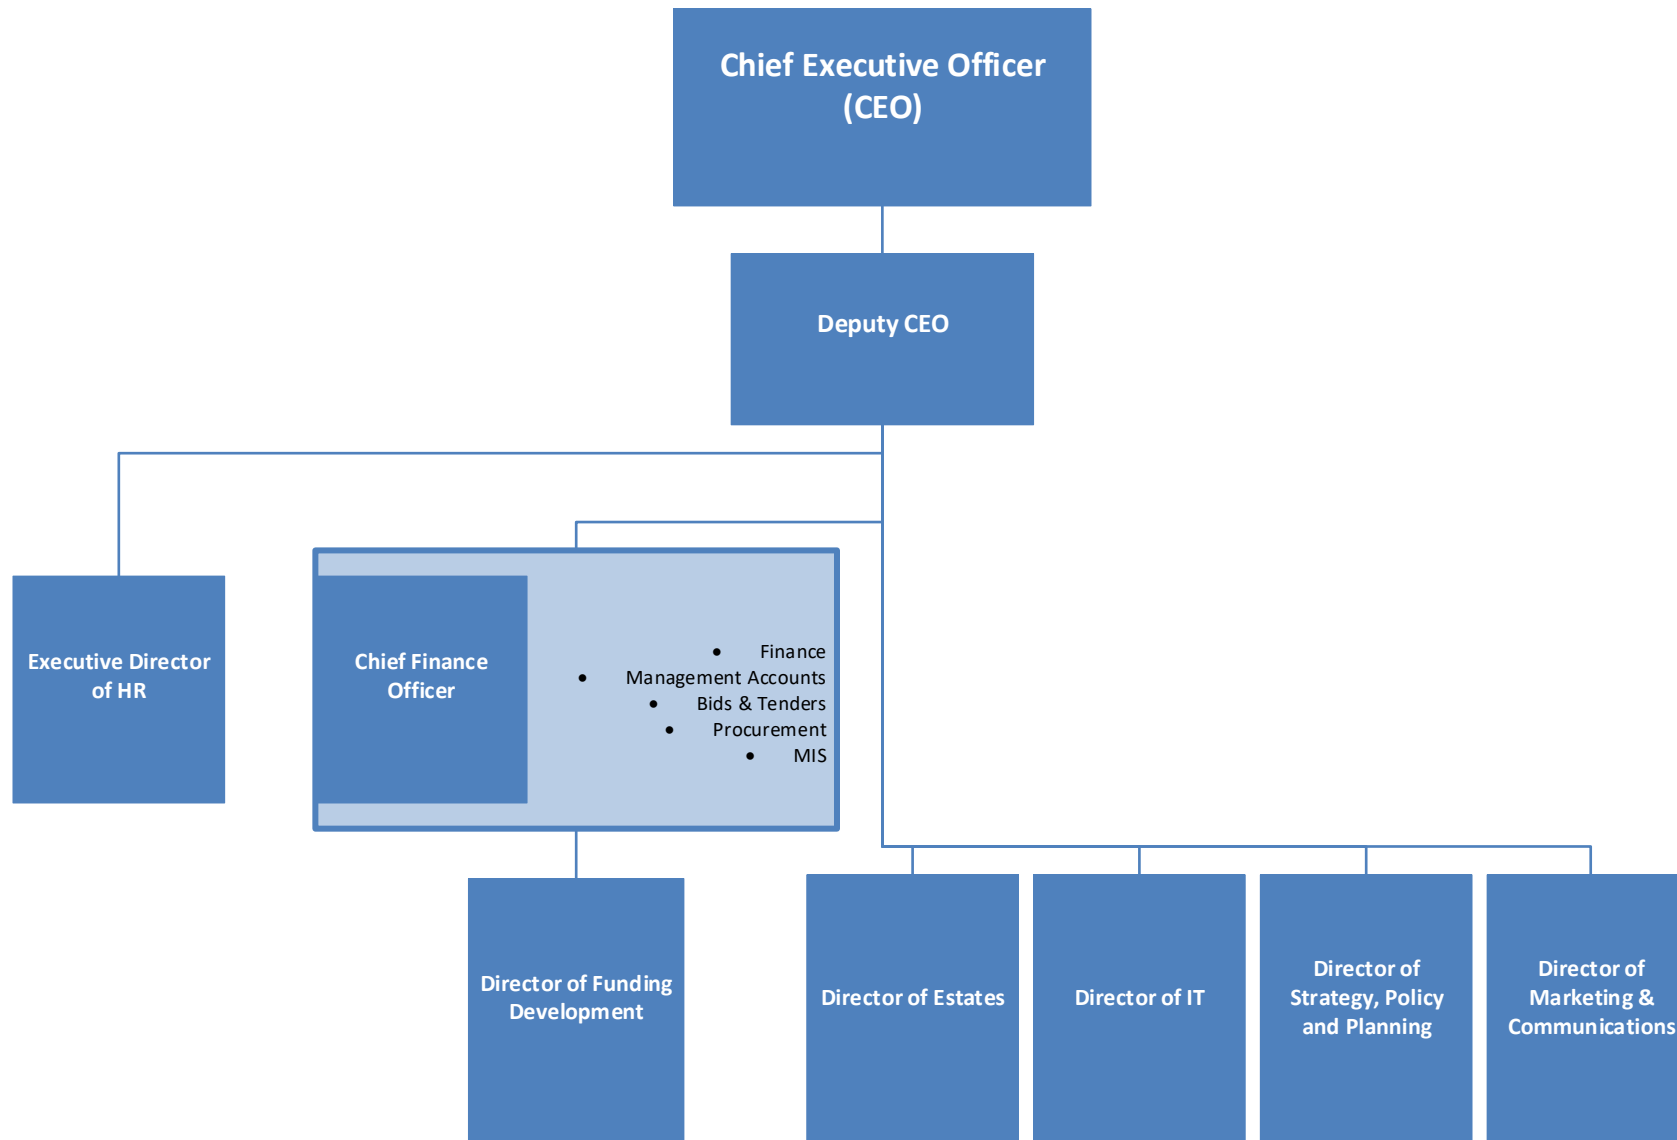 Chief Executive Officer
(CEO)
Deputy CEO
Executive Director
of HR
Chief Finance
Officer
• Finance
• Management Accounts
• Bids & Tenders
• Procurement
• MIS
Director of Funding
Development
Director of Estates
Director of IT
Director of
Strategy, Policy
and Planning
Director of
Marketing &
Communications